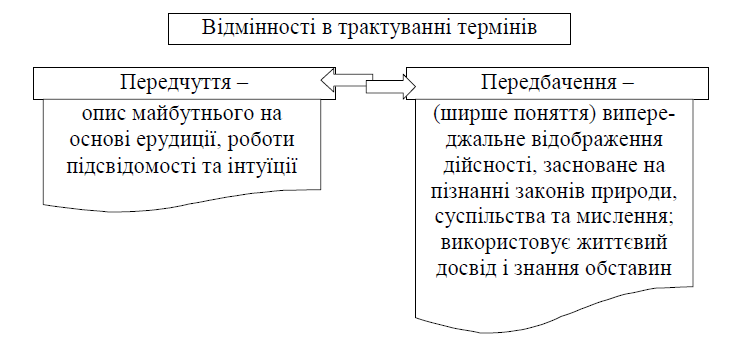 Відмінності в трактуванні термінів
Передчуття –
опис майбутнього на
основі ерудиції, роботи
підсвідомості та інтуїції
Передбачення –
(ширше поняття) випере-
джальне відображення
дійсності, засноване на
пізнанні законів природи,
суспільства та мислення;
використовує життєвий
досвід і знання обставин